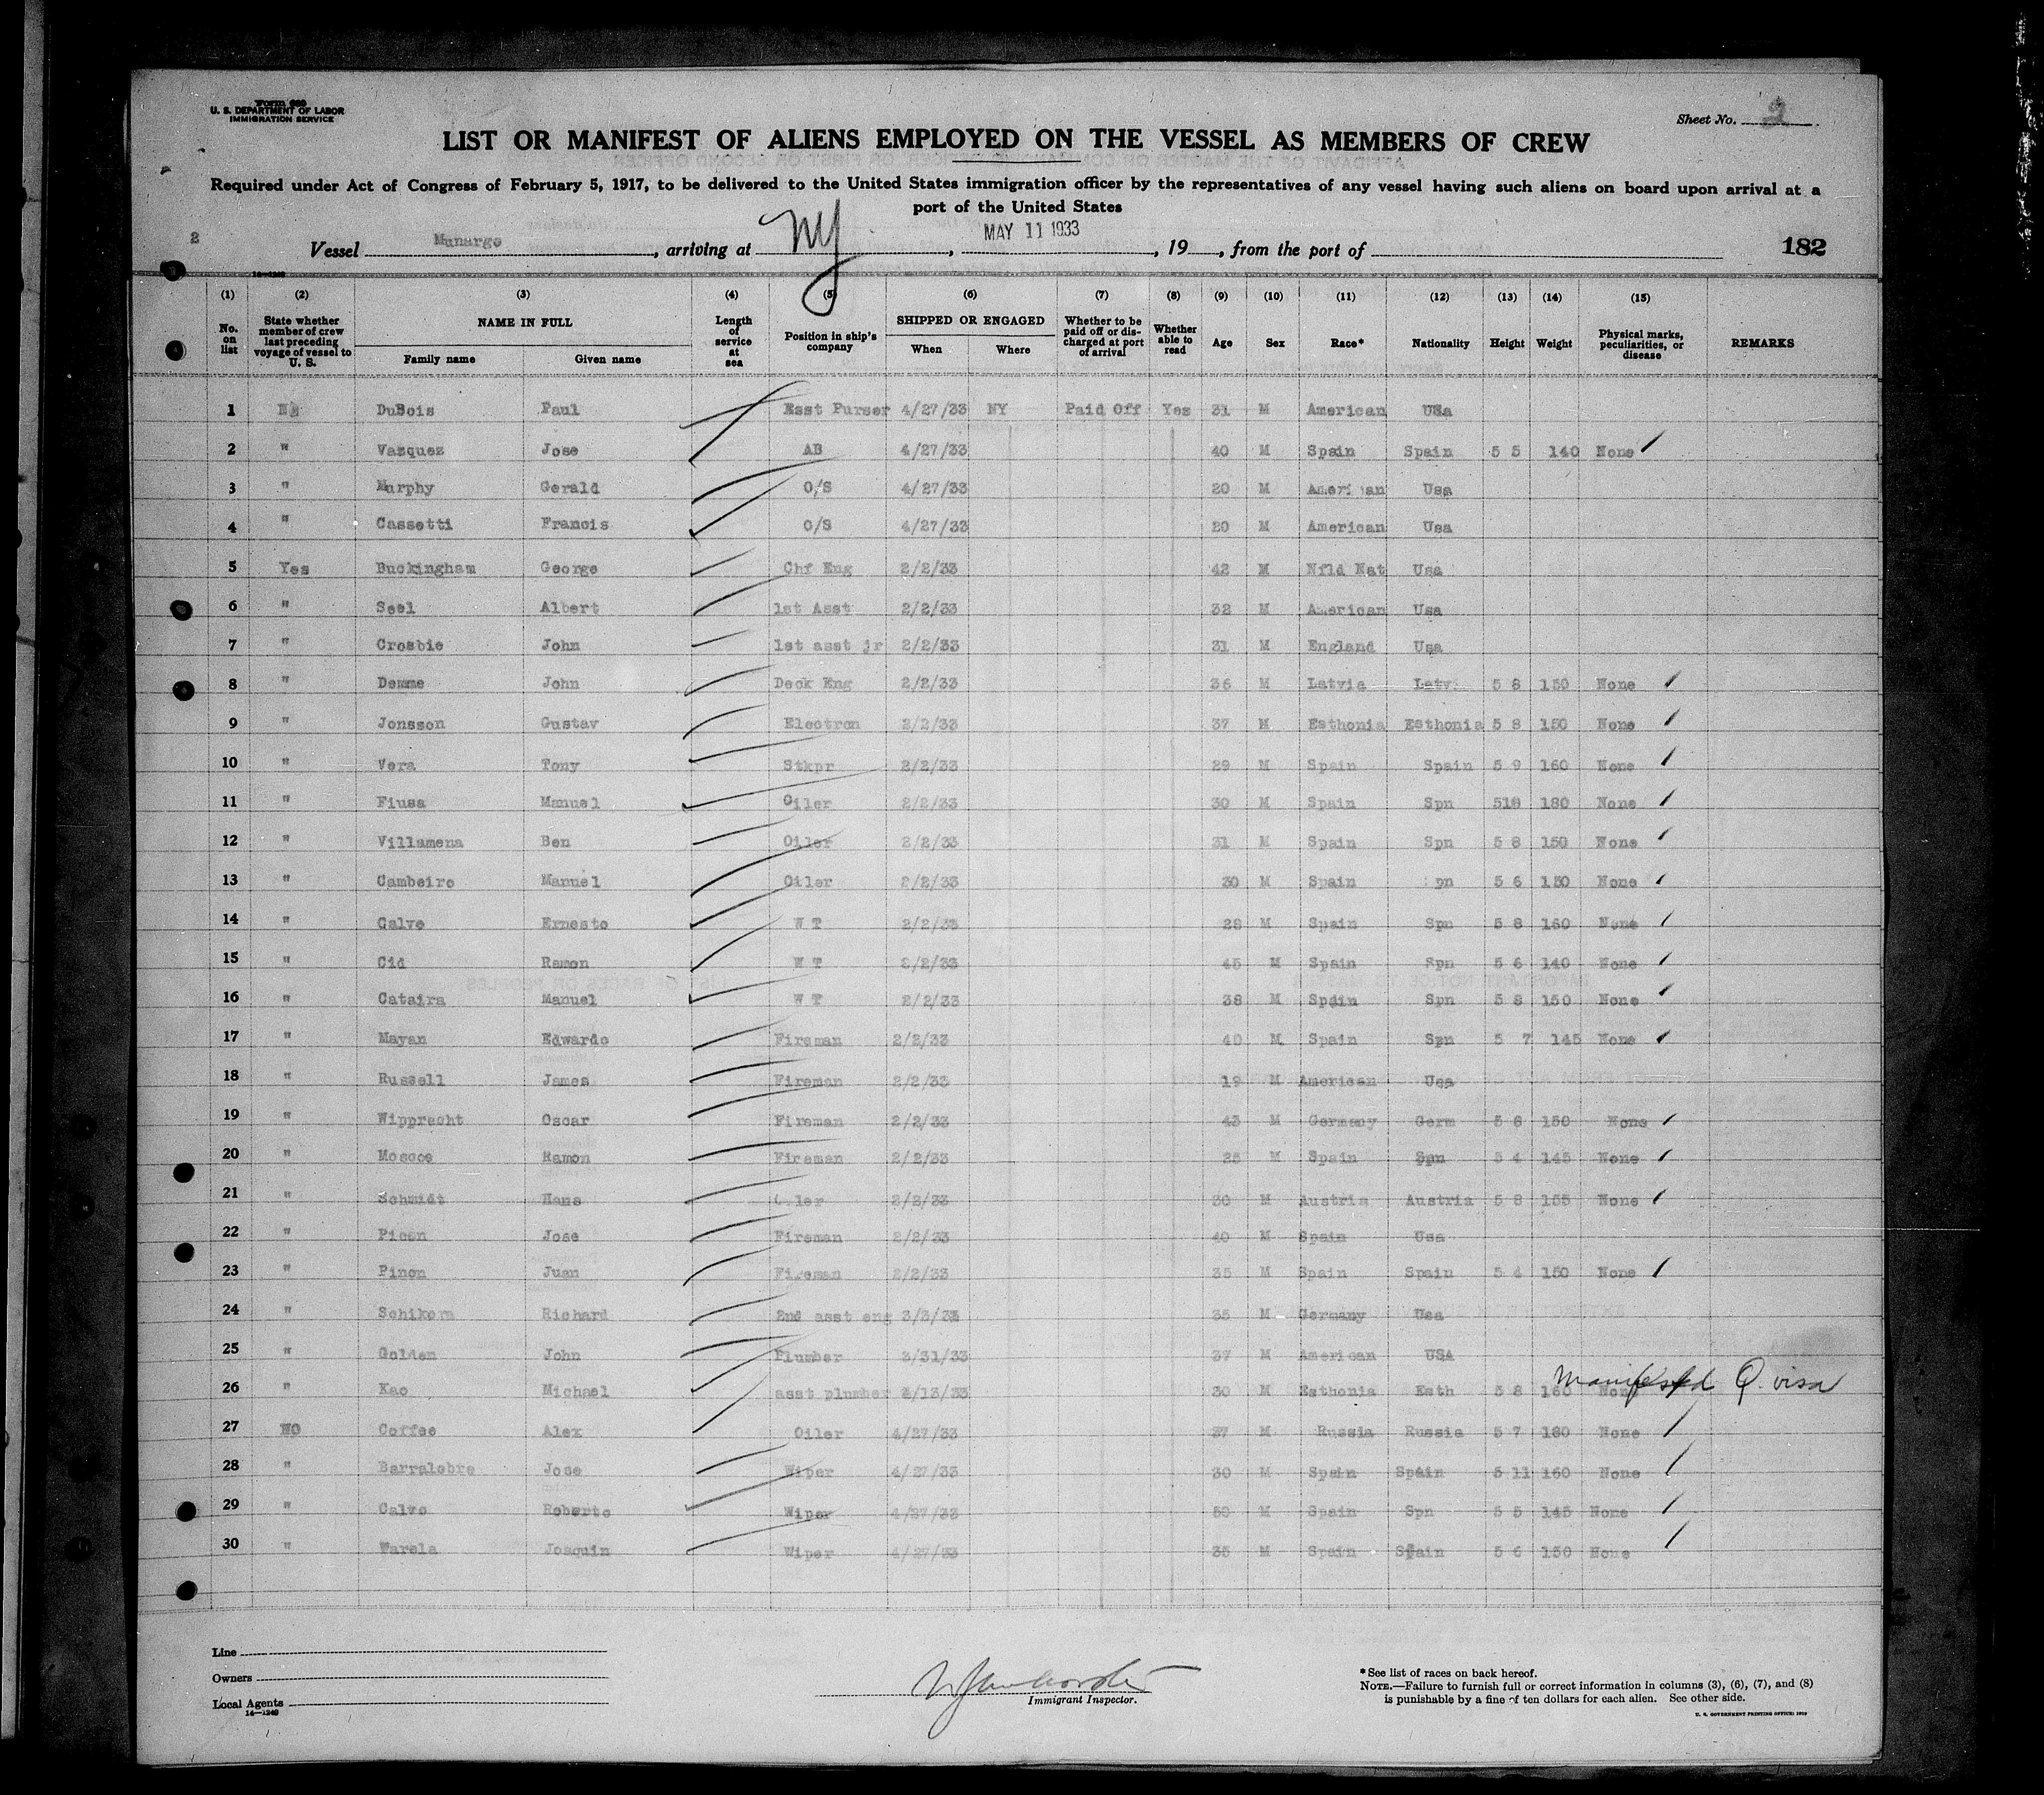 Form 680
U. S. DEPARTMENT OF LABOR
IMMIGRATION SERVICE
Sheet No. 2
LIST OR MANIFEST OF ALIENS EMPLOYED ON THE VESSEL AS MEMBERS OF CREW
Required under Act of Congress of February 5, 1917, to be delivered to the United States immigration officer by the representatives of any vessel having such aliens on board upon arrival at a
port of the United States
2 Vessel Munargo, arriving at NY, MAY 11 1933, 19, from the port of 182
14-1240
(1) (2) (3) (4) (5) (6) (7) (8) (9) (10) (11) (12) (13) (14) (15)
No. on list State whether member of crew last preceding voyage of vessel to U. S. NAME IN FULL Family name Given name Length of service at sea Position in ship's company SHIPPED OR ENGAGED When Where Whether to be paid off or discharged at port of arrival Whether able to read Age Sex Race* Nationality Height Weight Physical marks, peculiarities, or disease REMARKS
1 DuBois Paul Asst Purser 4/27/33 NY Paid Off Yes 31 M American USa
2 " Vazquez Jose AB 4/27/33 40 M Spain Spain 5 5 140 None
3 " Murphy Gerald O/S 4/27/33 20 M American Usa
4 " Cassetti Francis O/S 4/27/33 20 M American Usa
5 Yes Buckingham George Chf Eng 2/2/33 42 M Nfld Nat Usa
6 " Seel Albert 1st Asst 2/2/33 32 M American Usa
7 " Crosbie John 1st asst jr 2/2/33 31 M England Usa
8 " Demme John Deck Eng 2/2/33 36 M Latvia Latv 5 8 150 None
9 " Jonsson Gustav Electron 2/2/33 37 M Esthonia Esthonia 5 8 150 None
10 " Vera Tony Stkpr 2/2/33 29 M Spain Spain 5 9 160 None
11 " Fiusa Manuel Oiler 2/2/33 30 M Spain Spn 180 None
12 " Villamena Ben Oiler 2/2/33 31 M Spain Spn 5 8 150 None
13 " Cambeiro Manuel Oiler 2/2/33 30 M Spain pn 5 6 150 None
14 " Calvo Ernesto W T 2/2/33 28 M Spain Spn 5 8 160 None
15 " Cid Ramon W T 2/2/33 45 M Spain Spn 5 6 140 None
16 " Cataira Manuel W T 2/2/33 38 M Spain Spn 5 8 150 None
17 " Mayan Edwardo Fireman 2/2/33 40 M Spain Spn 5 7 145 None
18 " Russell James Fireman 2/2/33 19 M American Usa
19 " Wipprecht Oscar Fireman 2/2/33 43 M Germany Germ 5 8 150 None
20 " Moscoe Ramon Fireman 2/2/33 25 M Spain Spn 5 4 145 None
21 " Schmidt Hans 2/2/33 30 M Austria Austria 5 8 155 None
22 " Picon Jose Fireman 2/2/33 40 M Spain Usa
23 " Pinon Juan Fireman 2/2/33 35 M Spain Spain 5 4 150 None
24 " Schikora Richard 2nd asst eng 3/3/33 35 M Germany Usa
25 " Golden John Plumber 3/31/33 37 M American USA
26 " Kao Michael asst plumber 4/13/33 30 M Esthonia Esth 5 8 160 None Manifested Q. visa
27 NO Coffee Alex Oiler 4/27/33 37 M Russia Russia 5 7 180 None
28 " Barralobre Jose Wiper 4/27/33 30 M Spain Spain 5 11 160 None
29 " Calvo Roberto Wiper 4/27/33 50 M Spain Spn 5 5 145 None
30 " Warela Joaquin Wiper 4/27/33 35 M Spain Spain 5 6 150 None
Line
Owners
Local Agents
14-1240
Immigrant Inspector.
*See list of races on back hereof.
NOTE.—Failure to furnish full or correct information in columns (3), (6), (7), and (8)
is punishable by a fine of ten dollars for each alien. See other side.
U. S. GOVERNMENT PRINTING OFFICE: 1929